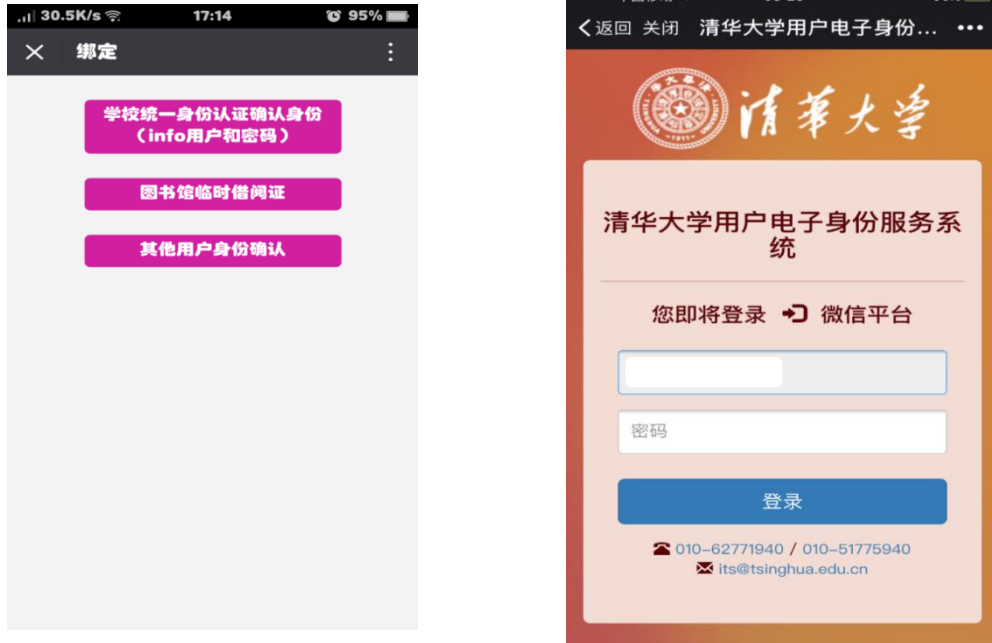 30.5K/s
17:14
95%
绑定
学校统一身份认证确认身份
（info用户和密码）
图书馆临时借阅证
其他用户身份确认
返回 关闭 清华大学用户电子身份...
清华大学
清华大学用户电子身份服务系
统
您即将登录 微信平台
密码
登录
010-62771940 / 010-51775940
its@tsinghua.edu.cn